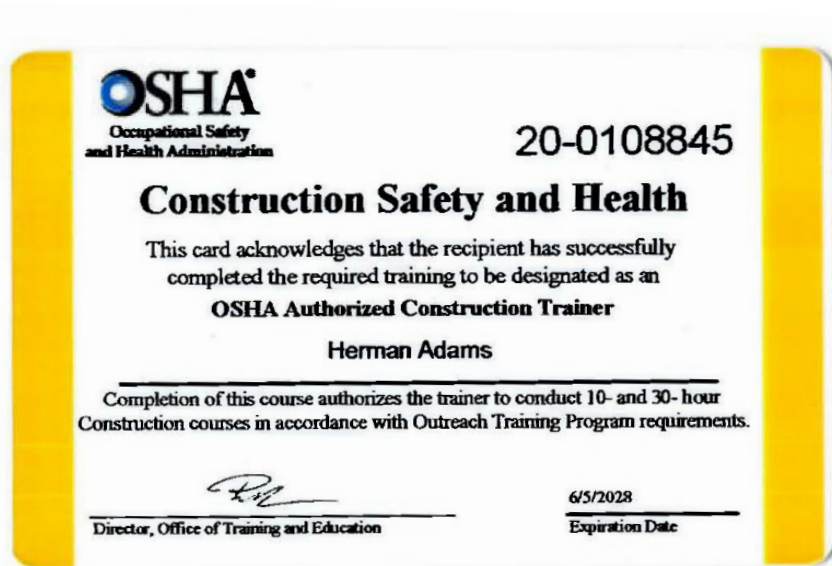 OSHA®
Occupational Safety
and Health Administration
20-0108845
Construction Safety and Health
This card acknowledges that the recipient has successfully
completed the required training to be designated as an
OSHA Authorized Construction Trainer
Herman Adams
Completion of this course authorizes the trainer to conduct 10- and 30- hour
Construction courses in accordance with Outreach Training Program requirements.
6/5/2028
Director, Office of Training and Education
Expiration Date